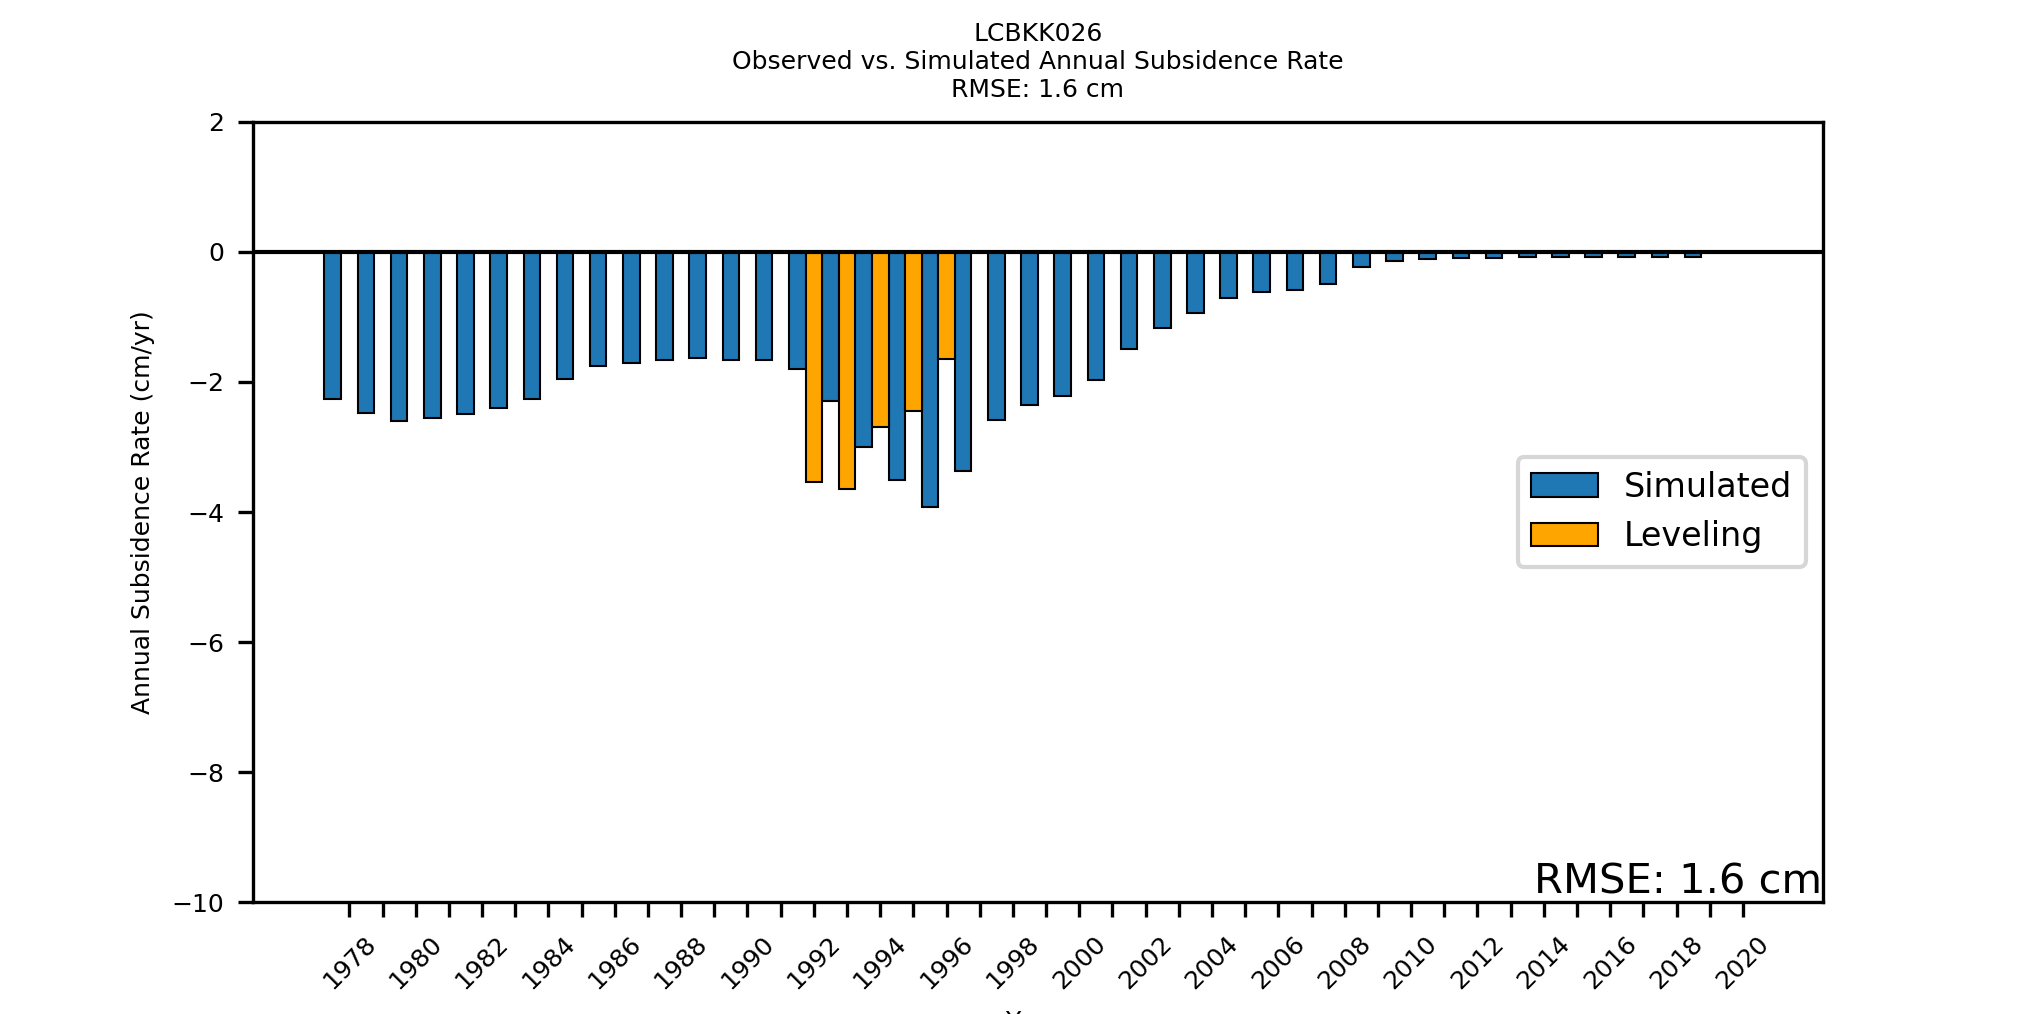 LCBKK026
Observed vs. Simulated Annual Subsidence Rate
RMSE: 1.6 cm
Annual Subsidence Rate (cm/yr)
2
0
−2
−4
−6
−8
−10
Simulated
Leveling
RMSE: 1.6 cm
1978 1980 1982 1984 1986 1988 1990 1992 1994 1996 1998 2000 2002 2004 2006 2008 2010 2012 2014 2016 2018 2020